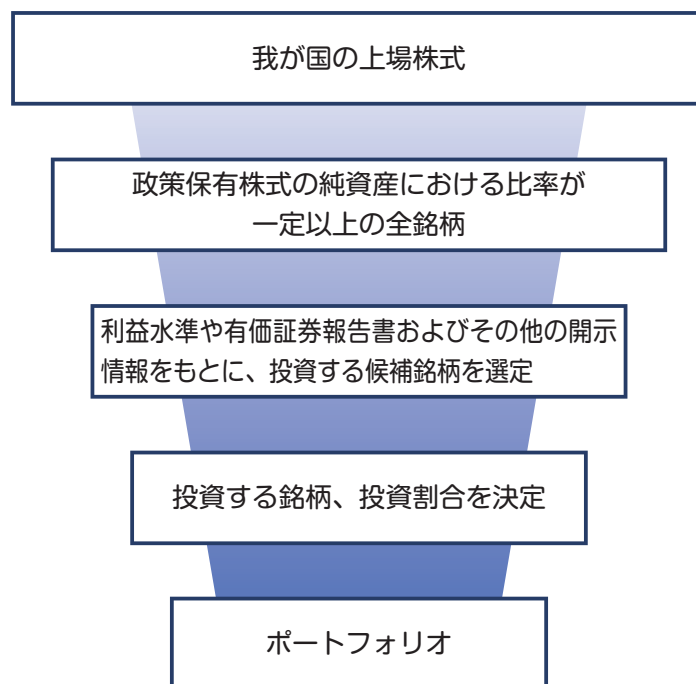 我が国の上場株式
政策保有株式の純資産における比率が
一定以上の全銘柄
利益水準や有価証券報告書およびその他の開示
情報をもとに、投資する候補銘柄を選定
投資する銘柄、投資割合を決定
ポートフォリオ